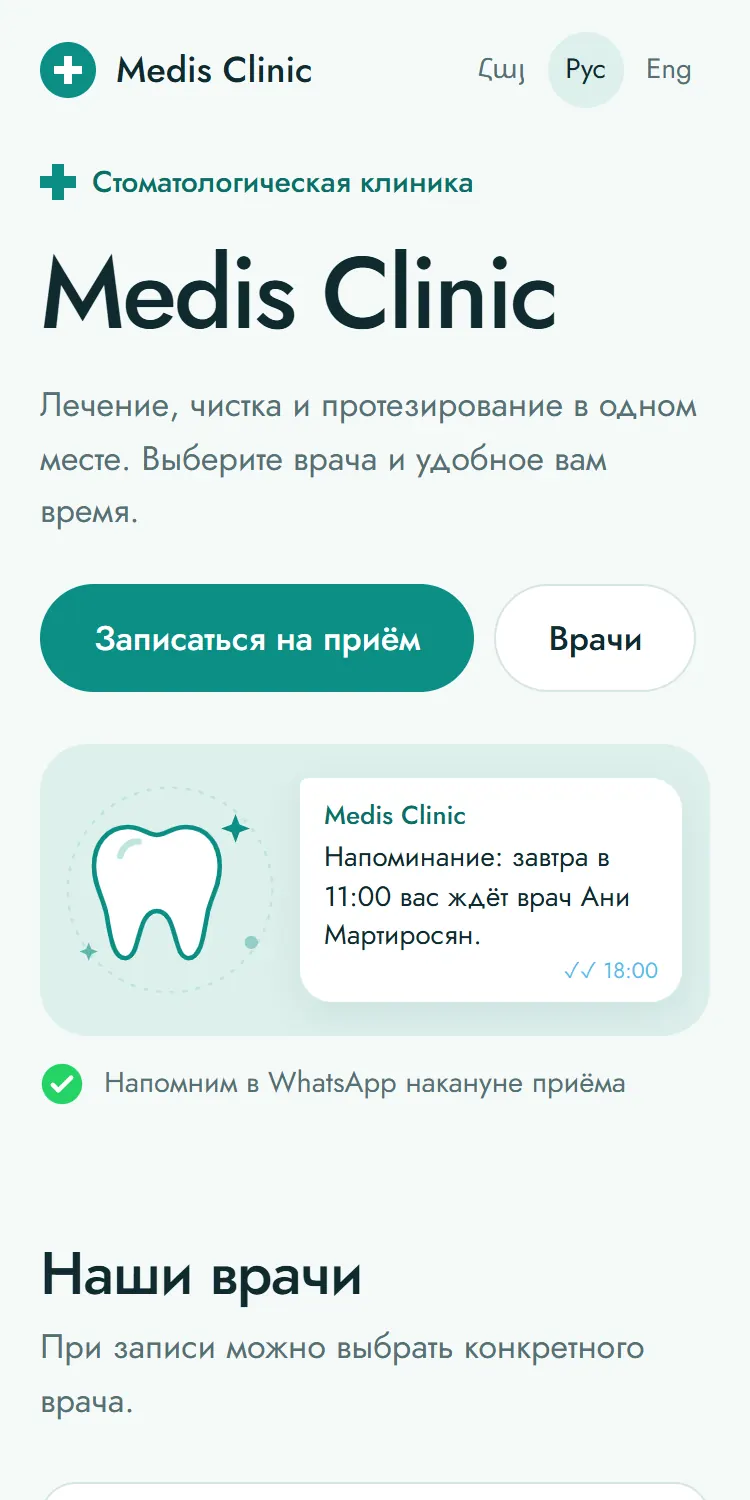 Medis Clinic
Հայ Рус Eng
Стоматологическая клиника
Medis Clinic
Лечение, чистка и протезирование в одном
месте. Выберите врача и удобное вам
время.
Записаться на приём
Врачи
Medis Clinic
Напоминание: завтра в
11:00 вас ждёт врач Ани
Мартиросян.
✓✓ 18:00
Напомним в WhatsApp накануне приёма
Наши врачи
При записи можно выбрать конкретного
врача.